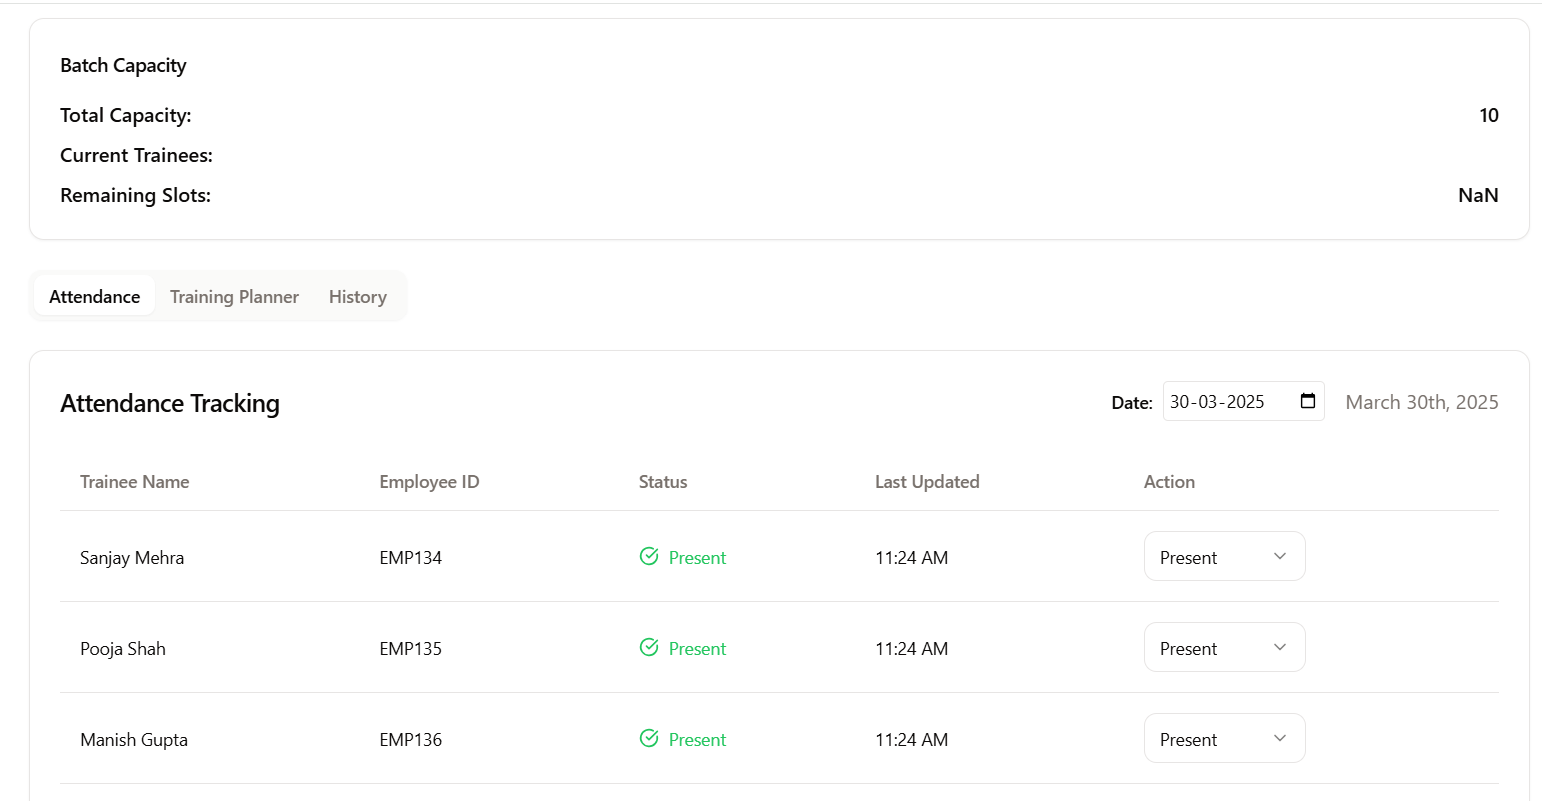 Batch Capacity
Total Capacity: 10
Current Trainees:
Remaining Slots: NaN
Attendance Training Planner History
Attendance Tracking Date: 30-03-2025 March 30th, 2025
Trainee Name Employee ID Status Last Updated Action
Sanjay Mehra EMP134 Present 11:24 AM Present
Pooja Shah EMP135 Present 11:24 AM Present
Manish Gupta EMP136 Present 11:24 AM Present